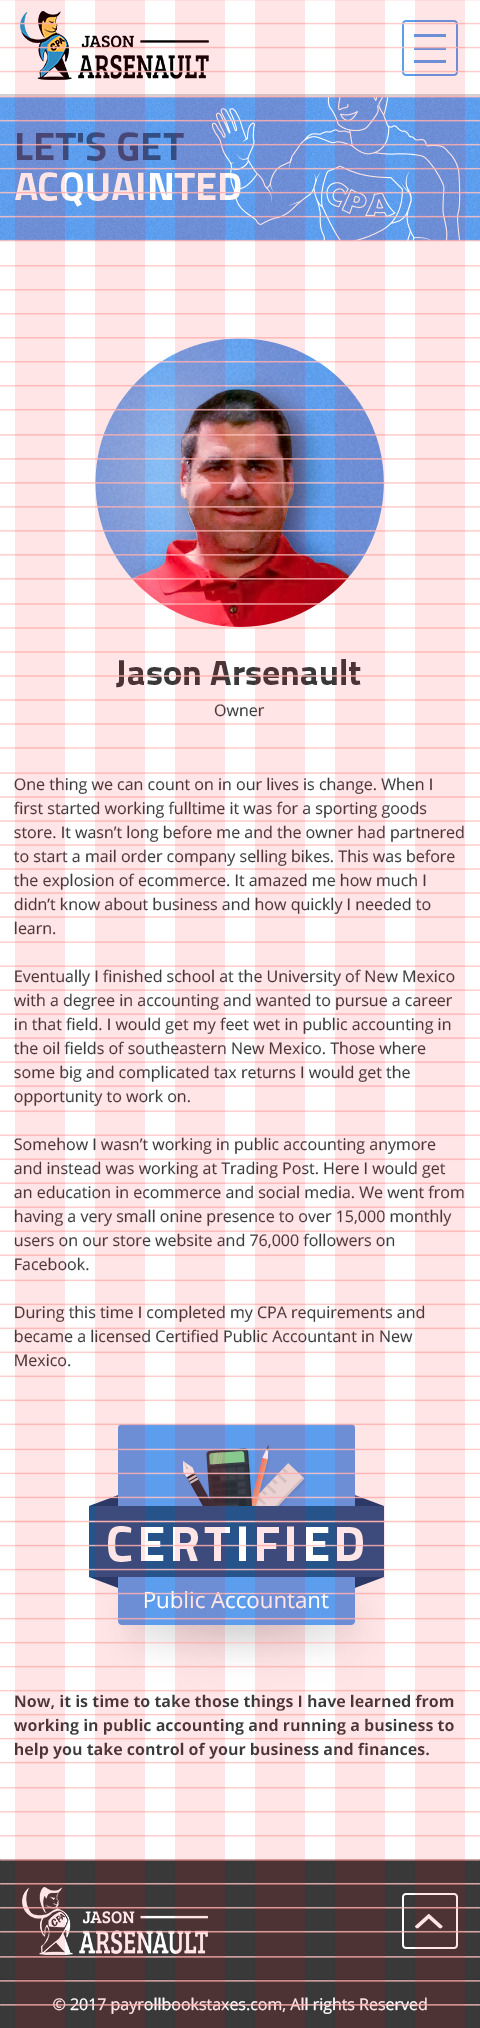 CPA
JASON
ARSENAULT
LET'S GET
ACQUAINTED
CPA
Jason Arsenault
Owner
One thing we can count on in our lives is change. When I
first started working fulltime it was for a sporting goods
store. It wasn't long before me and the owner had partnered
to start a mail order company selling bikes. This was before
the explosion of ecommerce. It amazed me how much I
didn't know about business and how quickly I needed to
learn.
Eventually I finished school at the University of New Mexico
with a degree in accounting and wanted to pursue a career
in that field. I would get my feet wet in public accounting in
the oil fields of southeastern New Mexico. Those where
some big and complicated tax returns I would get the
opportunity to work on.
Somehow I wasn't working in public accounting anymore
and instead was working at Trading Post. Here I would get
an education in ecommerce and social media. We went from
having a very small onine presence to over 15,000 monthly
users on our store website and 76,000 followers on
Facebook.
During this time I completed my CPA requirements and
became a licensed Certified Public Accountant in New
Mexico.
CERTIFIED
Public Accountant
Now, it is time to take those things I have learned from
working in public accounting and running a business to
help you take control of your business and finances.
CPA
JASON
ARSENAULT
© 2017 payrollbookstaxes.com, All rights Reserved